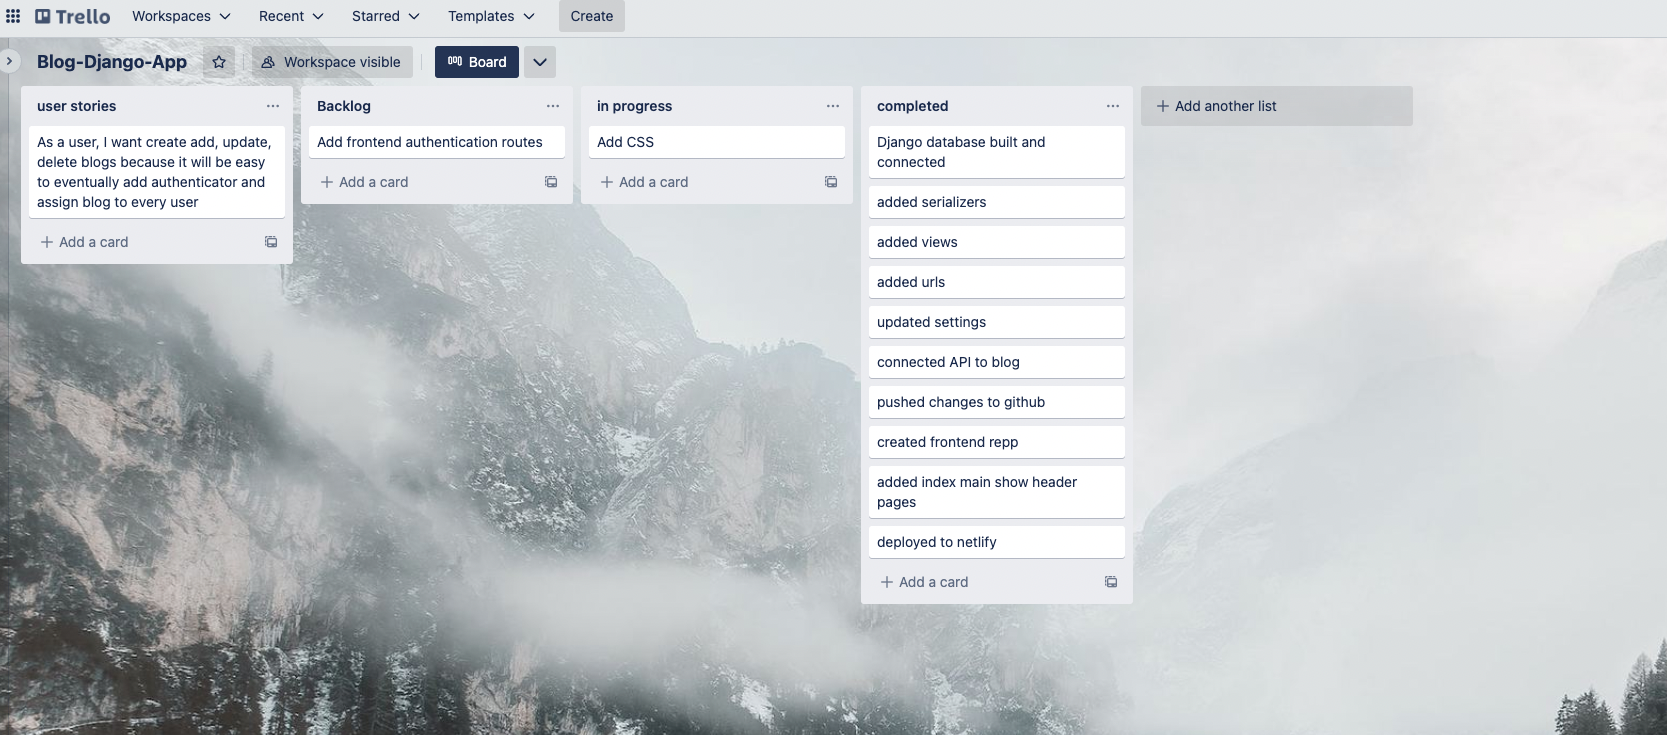 Trello
Workspaces
Recent
Starred
Templates
Create
Blog-Django-App
Workspace visible
Board
user stories
As a user, I want create add, update,
delete blogs because it will be easy
to eventually add authenticator and
assign blog to every user
Add a card
Backlog
Add frontend authentication routes
Add a card
in progress
Add CSS
Add a card
completed
Django database built and
connected
added serializers
added views
added urls
updated settings
connected API to blog
pushed changes to github
created frontend repp
added index main show header
pages
deployed to netlify
Add a card
Add another list